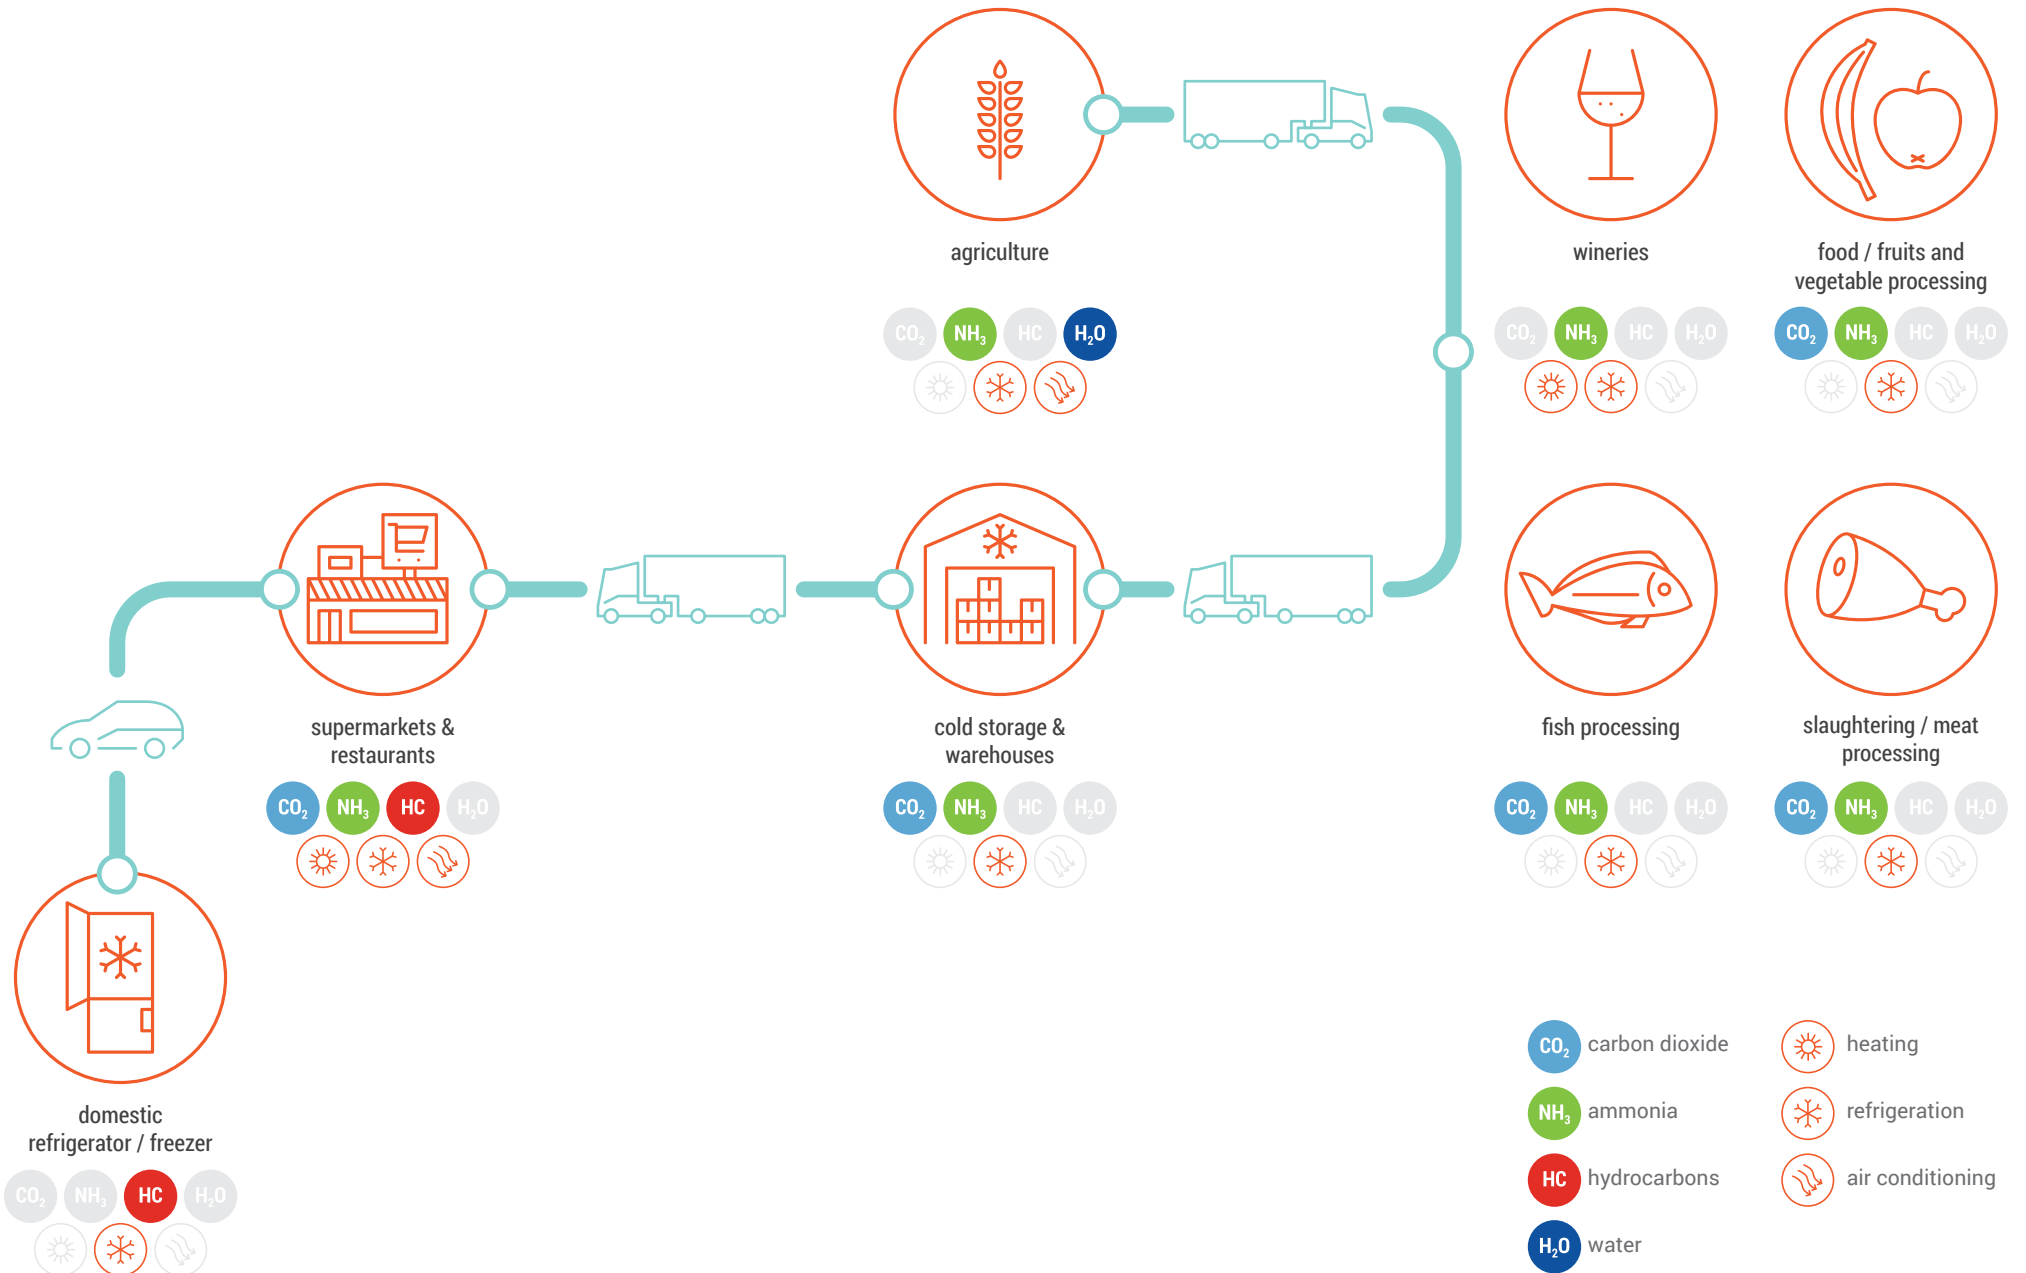 agriculture
CO₂ NH₃ HC H₂O
wineries
CO₂ NH₃ HC H₂O
food / fruits and
vegetable processing
CO₂ NH₃ HC H₂O
supermarkets &
restaurants
CO₂ NH₃ HC H₂O
cold storage &
warehouses
CO₂ NH₃ HC H₂O
fish processing
CO₂ NH₃ HC H₂O
slaughtering / meat
processing
CO₂ NH₃ HC H₂O
domestic
refrigerator / freezer
CO₂ NH₃ HC H₂O
CO₂ carbon dioxide
NH₃ ammonia
HC hydrocarbons
H₂O water
heating
refrigeration
air conditioning